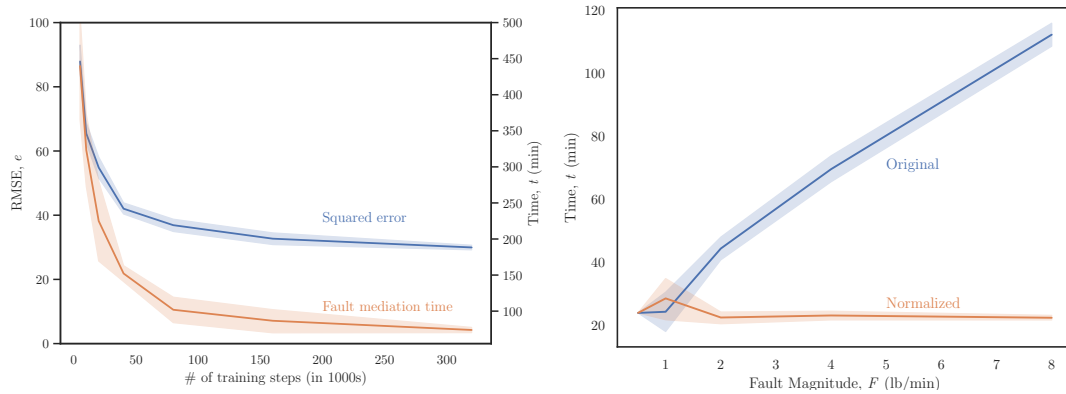 100
80
60
40
20
0
RMSE, e
500
450
400
350
300
250
200
150
100
Time, t (min)
Squared error
Fault mediation time
0 50 100 150 200 250 300
# of training steps (in 1000s)
120
100
80
60
40
20
Time, t (min)
Original
Normalized
1 2 3 4 5 6 7 8
Fault Magnitude, F (lb/min)